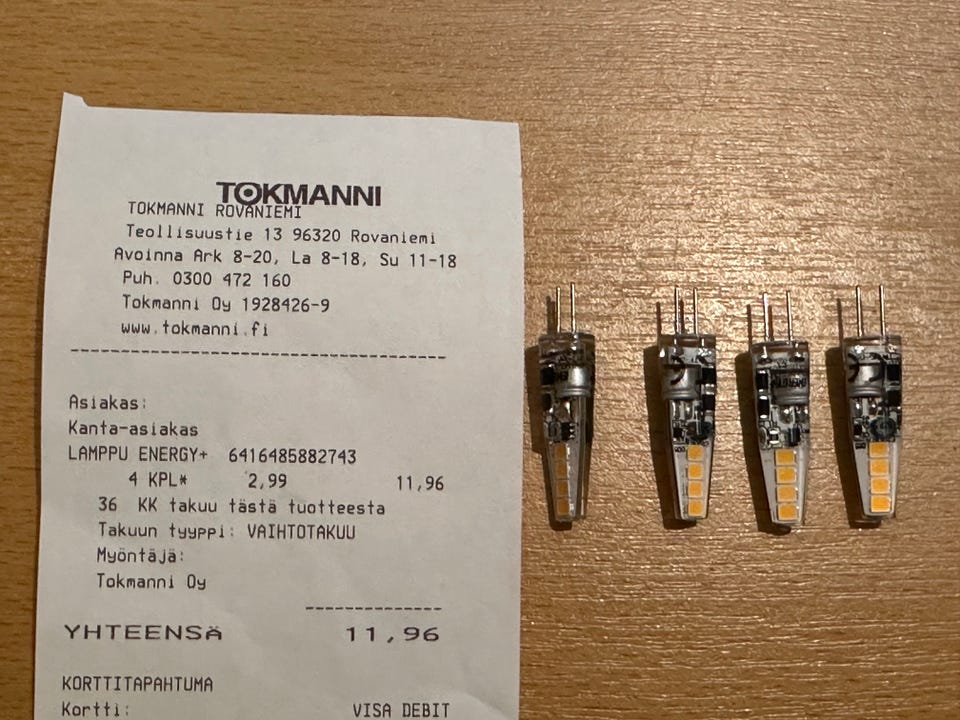 TOKMANNI
TOKMANNI ROVANIEMI
Teollisuustie 13 96320 Rovaniemi
Avoinna Ark 8-20, La 8-18, Su 11-18
Puh. 0300 472 160
Tokmanni Oy 1928426-9
www.tokmanni.fi
Asiakas:
Kanta-asiakas
LAMPPU ENERGY+ 6416485882743
4 KPL* 2,99 11,96
36 KK takuu tästä tuotteesta
Takuun tyyppi: VAIHTOTAKUU
Myöntäjä:
Tokmanni Oy
YHTEENSÄ 11,96
KORTTITAPAHTUMA
Kortti: VISA DEBIT